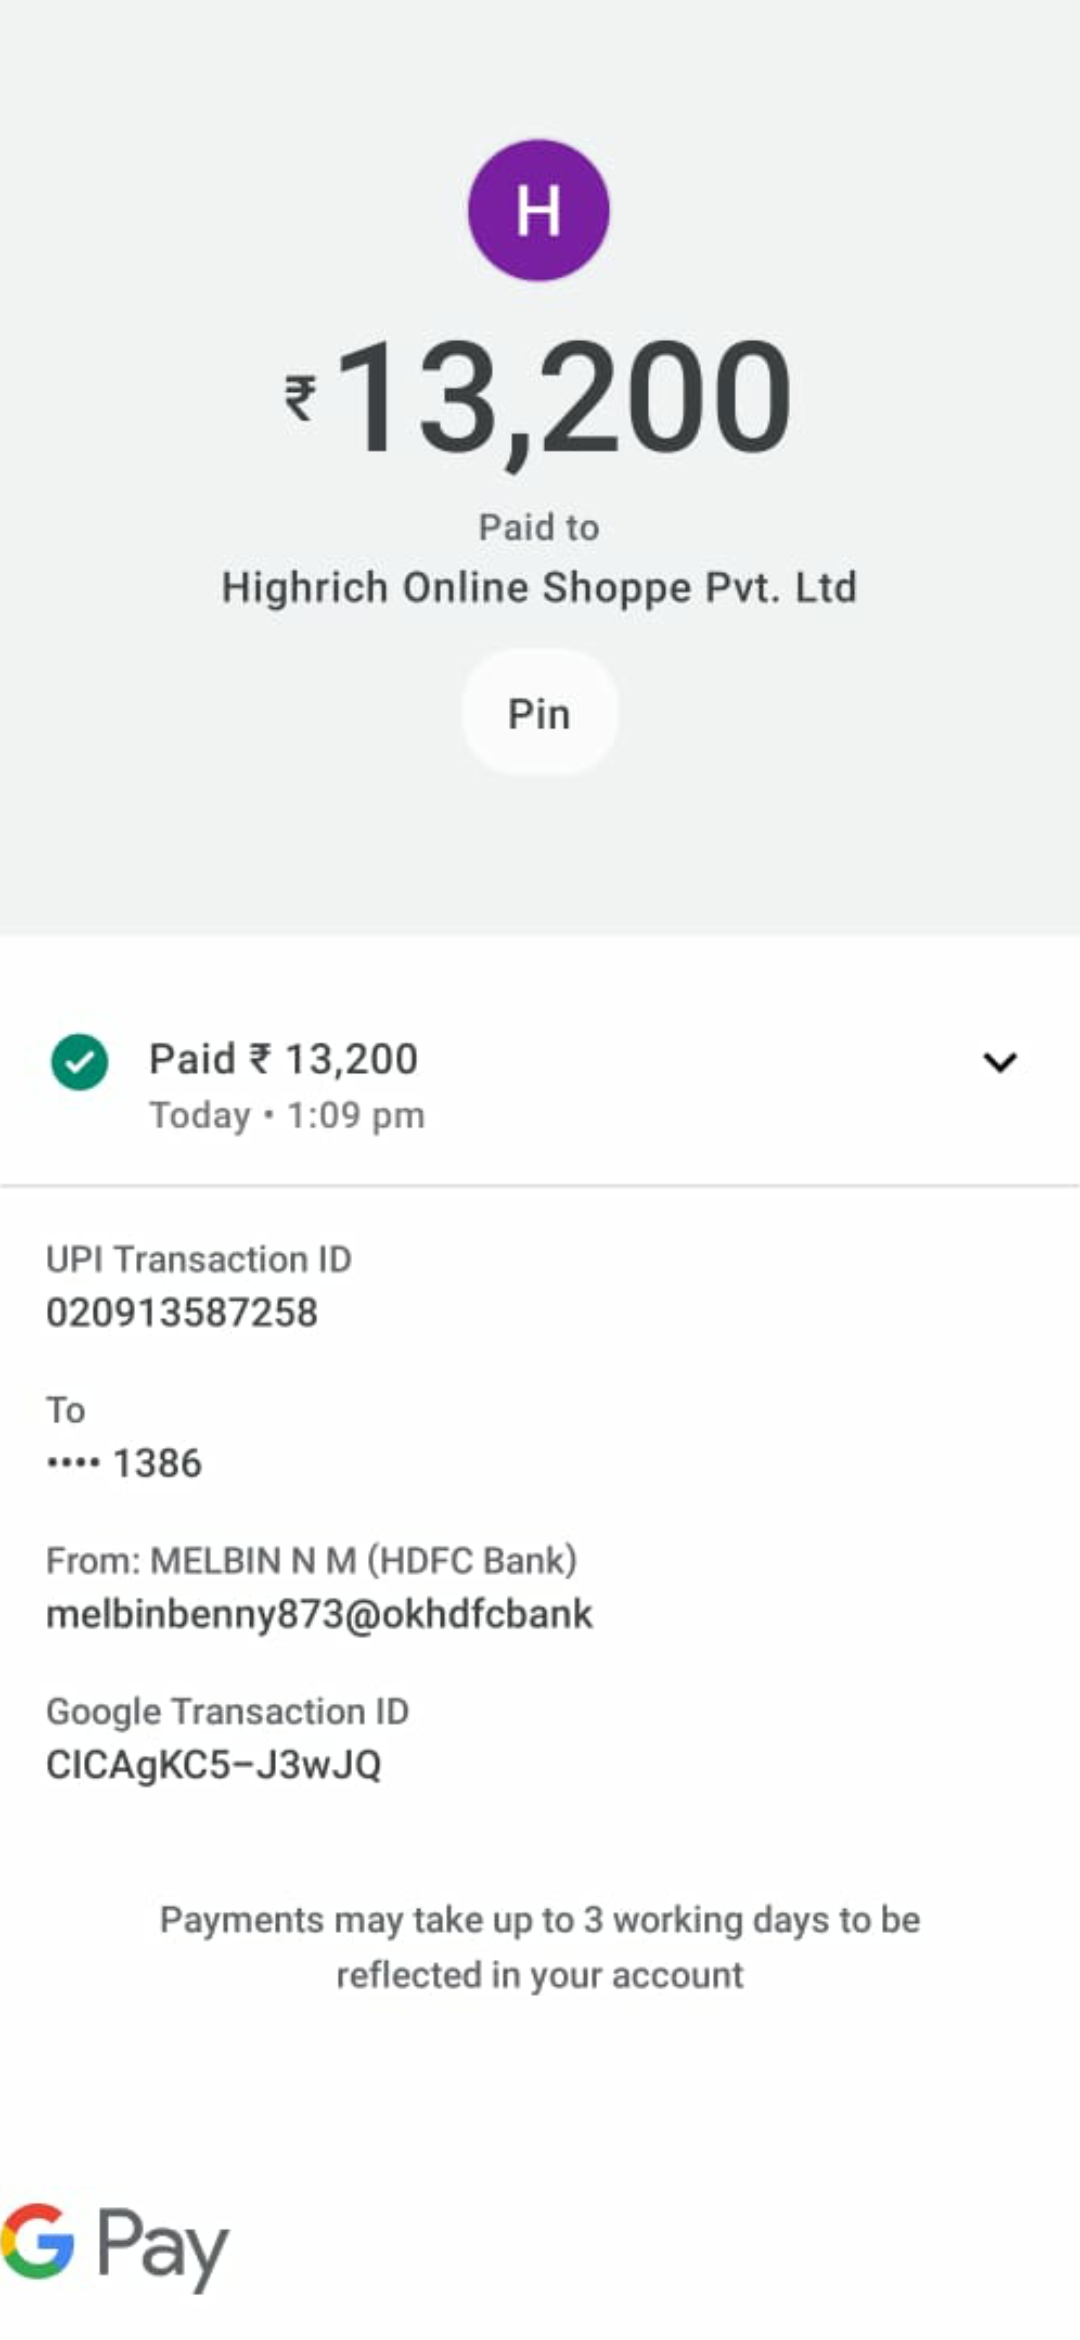 H
₹13,200
Paid to
Highrich Online Shoppe Pvt. Ltd
Pin
Paid ₹ 13,200
Today • 1:09 pm
UPI Transaction ID
020913587258
To
•••• 1386
From: MELBIN N M (HDFC Bank)
melbinbenny873@okhdfcbank
Google Transaction ID
CICAgKC5–J3wJQ
Payments may take up to 3 working days to be
reflected in your account
G Pay